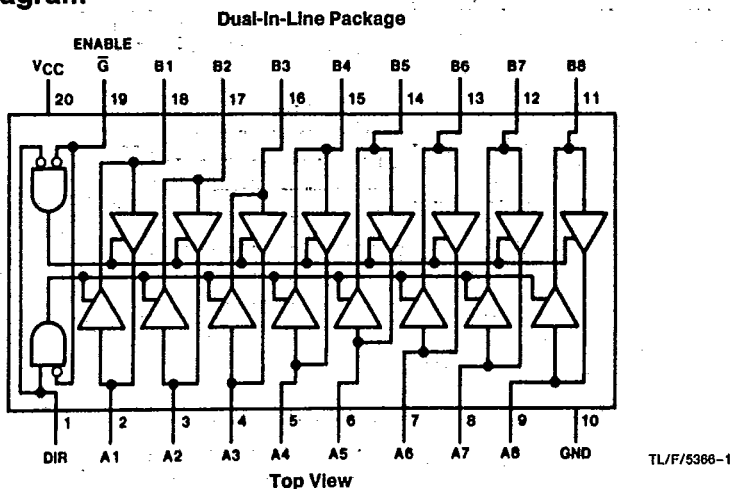 agram
Dual-In-Line Package
ENABLE
VCC G̅ B1 B2 B3 B4 B5 B6 B7 B8
20 19 18 17 16 15 14 13 12 11
1 2 3 4 5 6 7 8 9 10
DIR A1 A2 A3 A4 A5 A6 A7 A8 GND
TL/F/5366-1
Top View